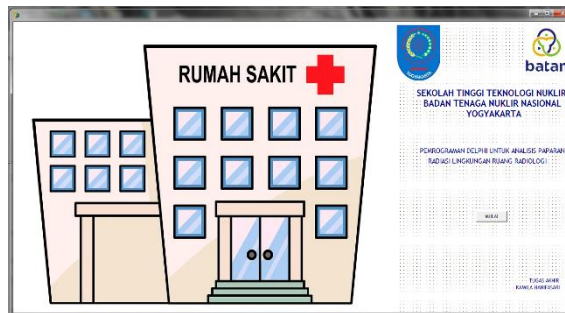 RUMAH SAKIT
YOGYAKARTA
batan
SEKOLAH TINGGI TEKNOLOGI NUKLIR
BADAN TENAGA NUKLIR NASIONAL
YOGYAKARTA
PEMROGRAMAN DELPHI UNTUK ANALISIS PAPARAN
RADIASI LINGKUNGAN RUANG RADIOLOGI
MULAI
TUGAS AKHIR